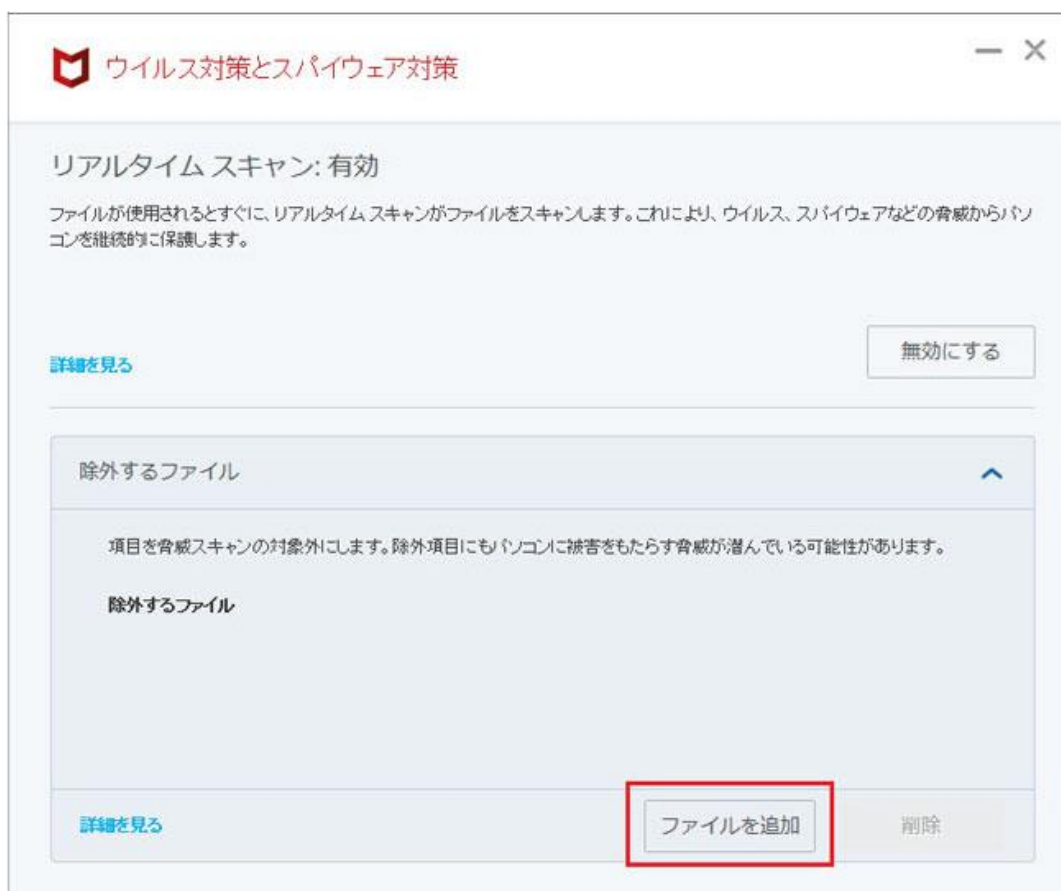 ウイルス対策とスパイウェア対策
リアルタイム スキャン: 有効
ファイルが使用されるとすぐに、リアルタイム スキャンがファイルをスキャンします。これにより、ウイルス、スパイウェアなどの脅威からパソ
コンを継続的に保護します。
詳細を見る
無効にする
除外するファイル
項目を脅威スキャンの対象外にします。除外項目にもパソコンに被害をもたらす脅威が潜んでいる可能性があります。
除外するファイル
詳細を見る
ファイルを追加
削除